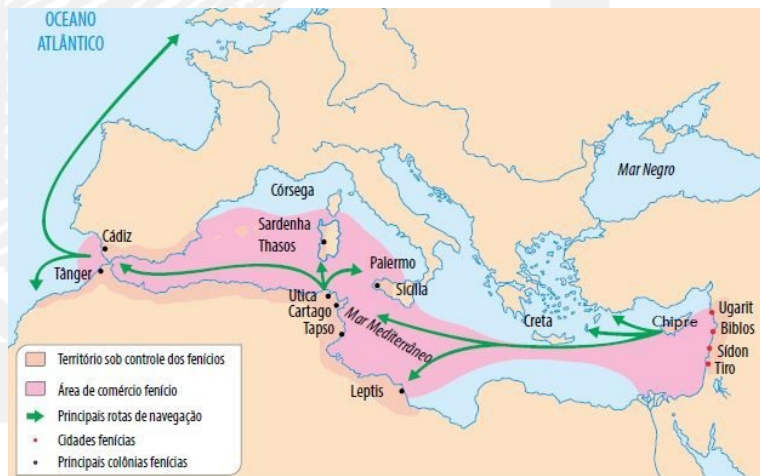 OCEANO
ATLÂNTICO
Mar Negro
Córsega
Sardenha
Thasos
Cádiz
Palermo
Tânger
Sícilia
Utica
Cartago
Tapso
Mar Mediterrâneo
Creta
Chipre
Ugarit
Biblos
Sídon
Tiro
Leptis
Território sob controle dos fenícios
Área de comércio fenício
Principais rotas de navegação
Cidades fenícias
Principais colônias fenícias